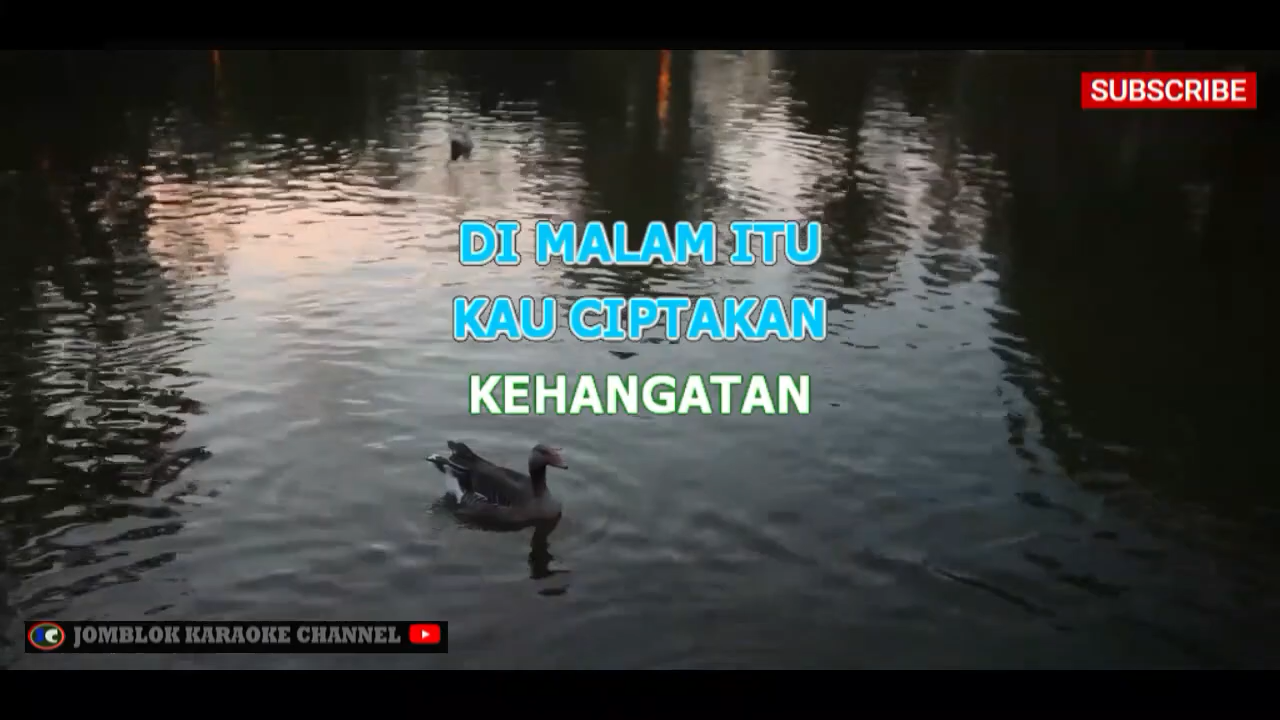 SUBSCRIBE
DI MALAM ITU
KAU CIPTAKAN
KEHANGATAN
JOMBLOK KARAOKE CHANNEL